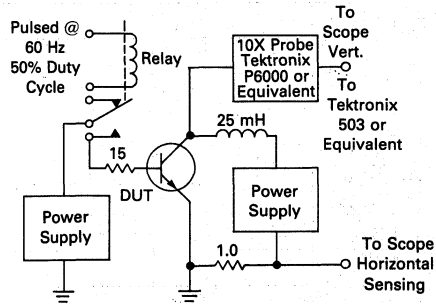 Pulsed @
60 Hz
50% Duty
Cycle
Relay
10X Probe
Tektronix
P6000 or
Equivalent
To
Scope
Vert.
To
Tektronix
503 or
Equivalent
25 mH
15
DUT
Power
Supply
Power
Supply
1.0
To Scope
Horizontal
Sensing